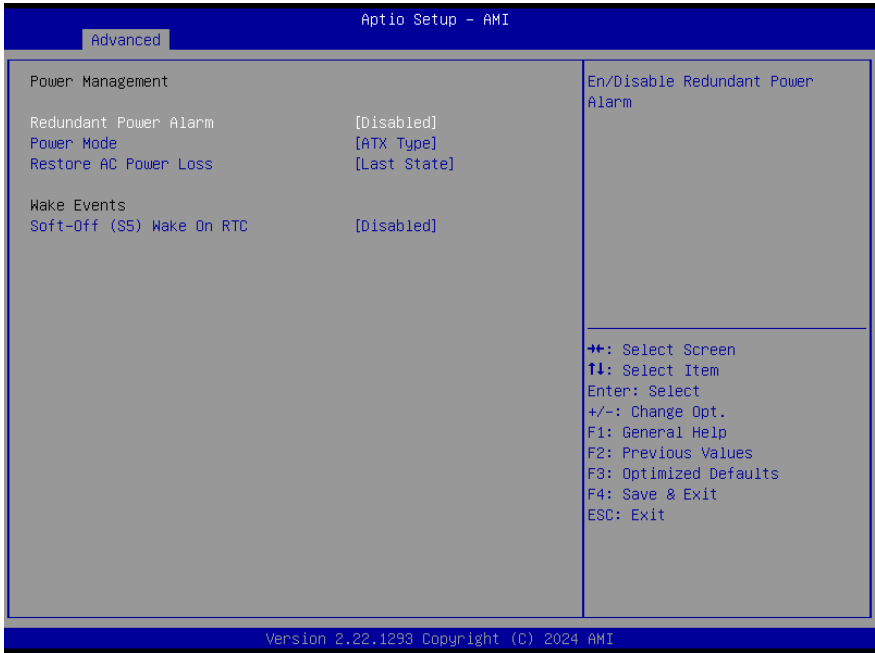 Aptio Setup – AMI
Advanced
Power Management
Redundant Power Alarm [Disabled]
Power Mode [ATX Type]
Restore AC Power Loss [Last State]
Wake Events
Soft-Off (S5) Wake On RTC [Disabled]
En/Disable Redundant Power
Alarm
→←: Select Screen
↑↓: Select Item
Enter: Select
+/-: Change Opt.
F1: General Help
F2: Previous Values
F3: Optimized Defaults
F4: Save & Exit
ESC: Exit
Version 2.22.1293 Copyright (C) 2024 AMI